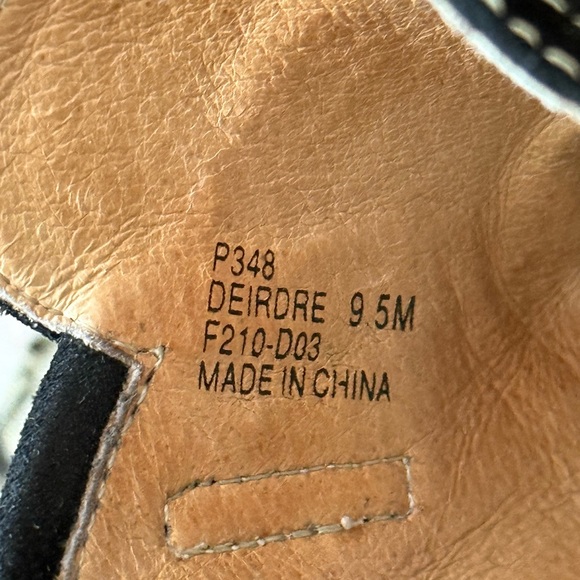 P348
DEIRDRE 9.5M
F210-D03
MADE IN CHINA